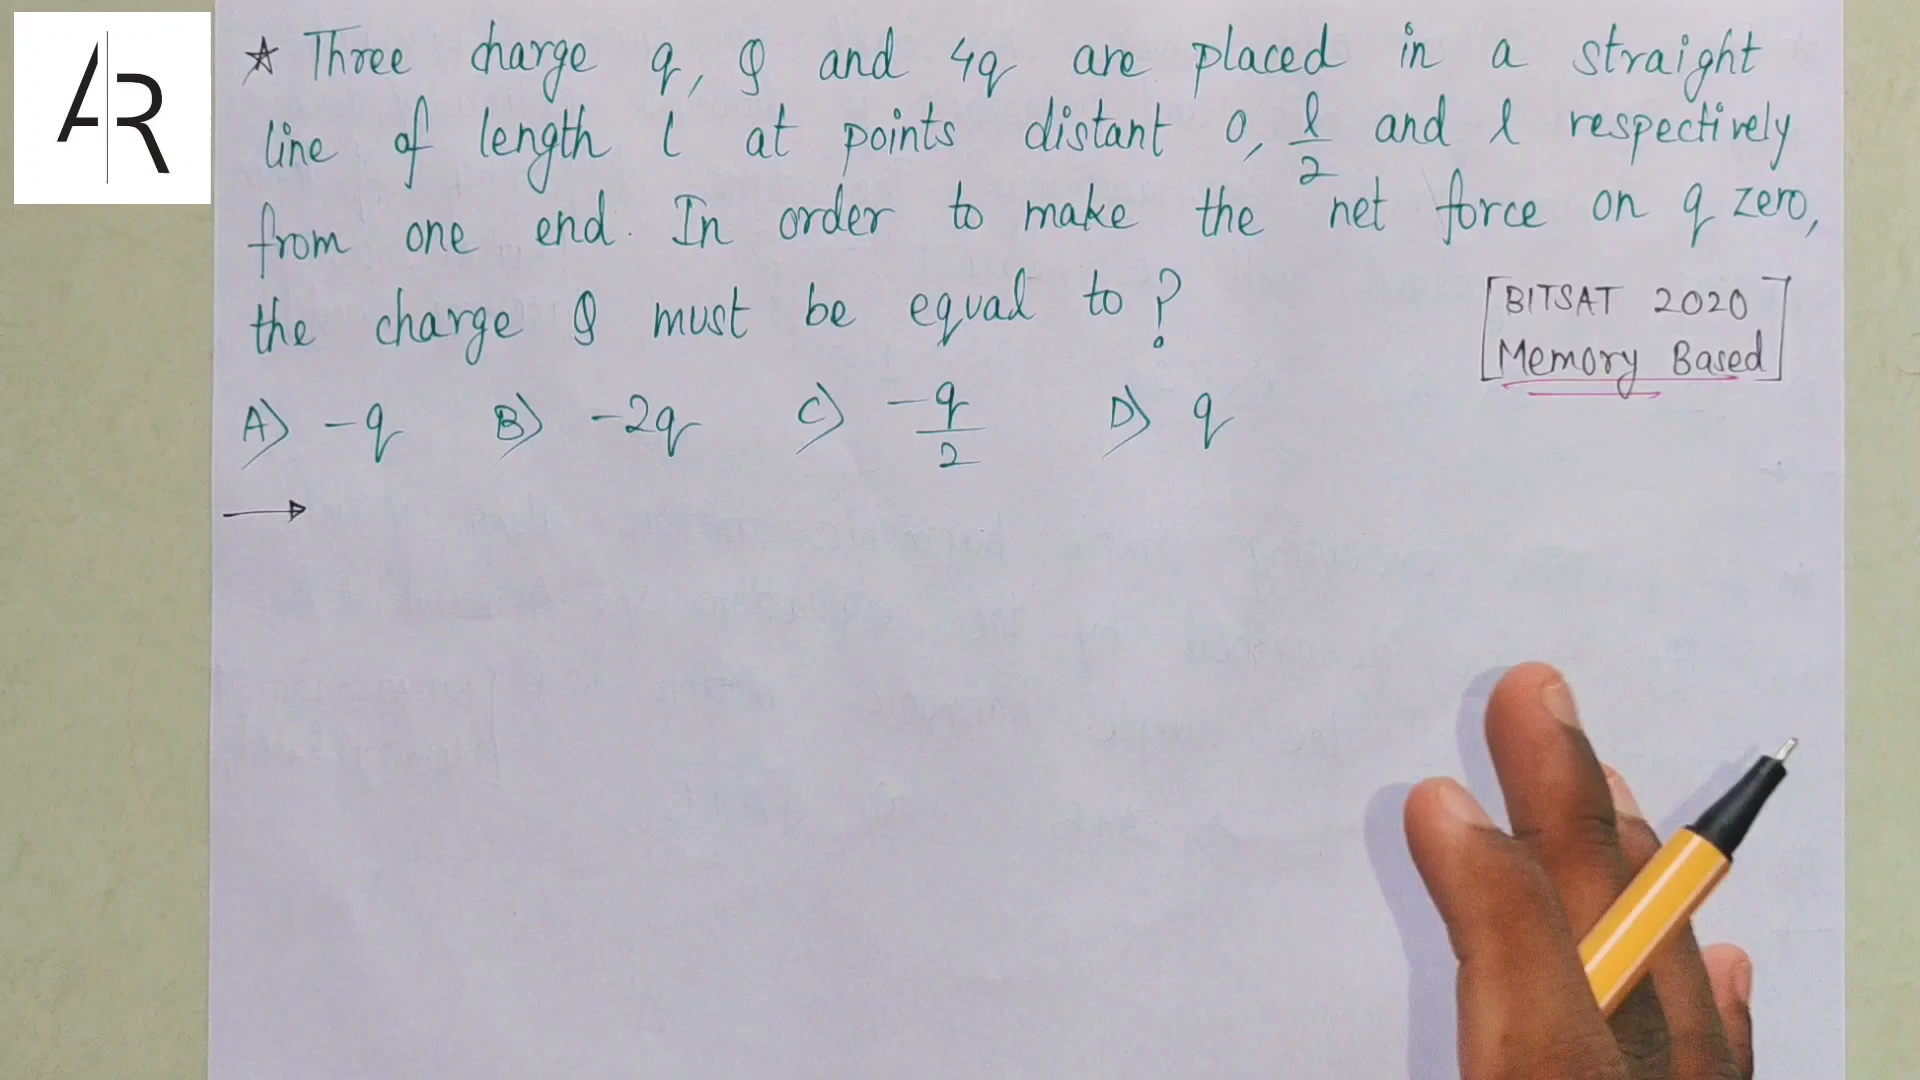 AR
☆ Three charge q, Q and 4q are placed in a straight
line of length l at points distant 0, l/2 and l respectively
from one end. In order to make the net force on q zero,
the charge Q must be equal to?
[BITSAT 2020
Memory Based]
A) -q B) -2q C) -q/2 D) q
→